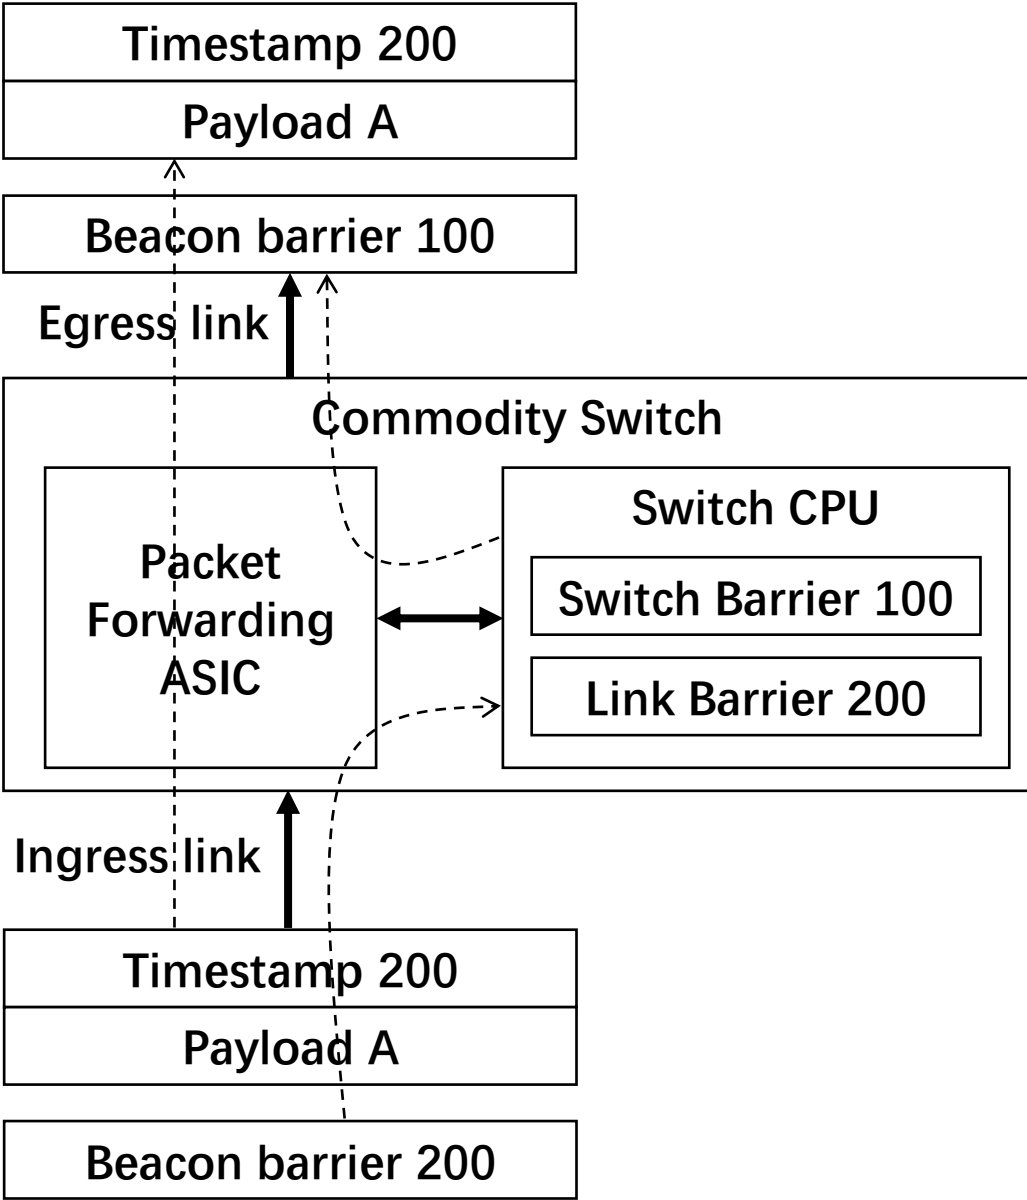 Timestamp 200
Payload A
Beacon barrier 100
Egress link
Commodity Switch
Packet
Forwarding
ASIC
Switch CPU
Switch Barrier 100
Link Barrier 200
Ingress link
Timestamp 200
Payload A
Beacon barrier 200